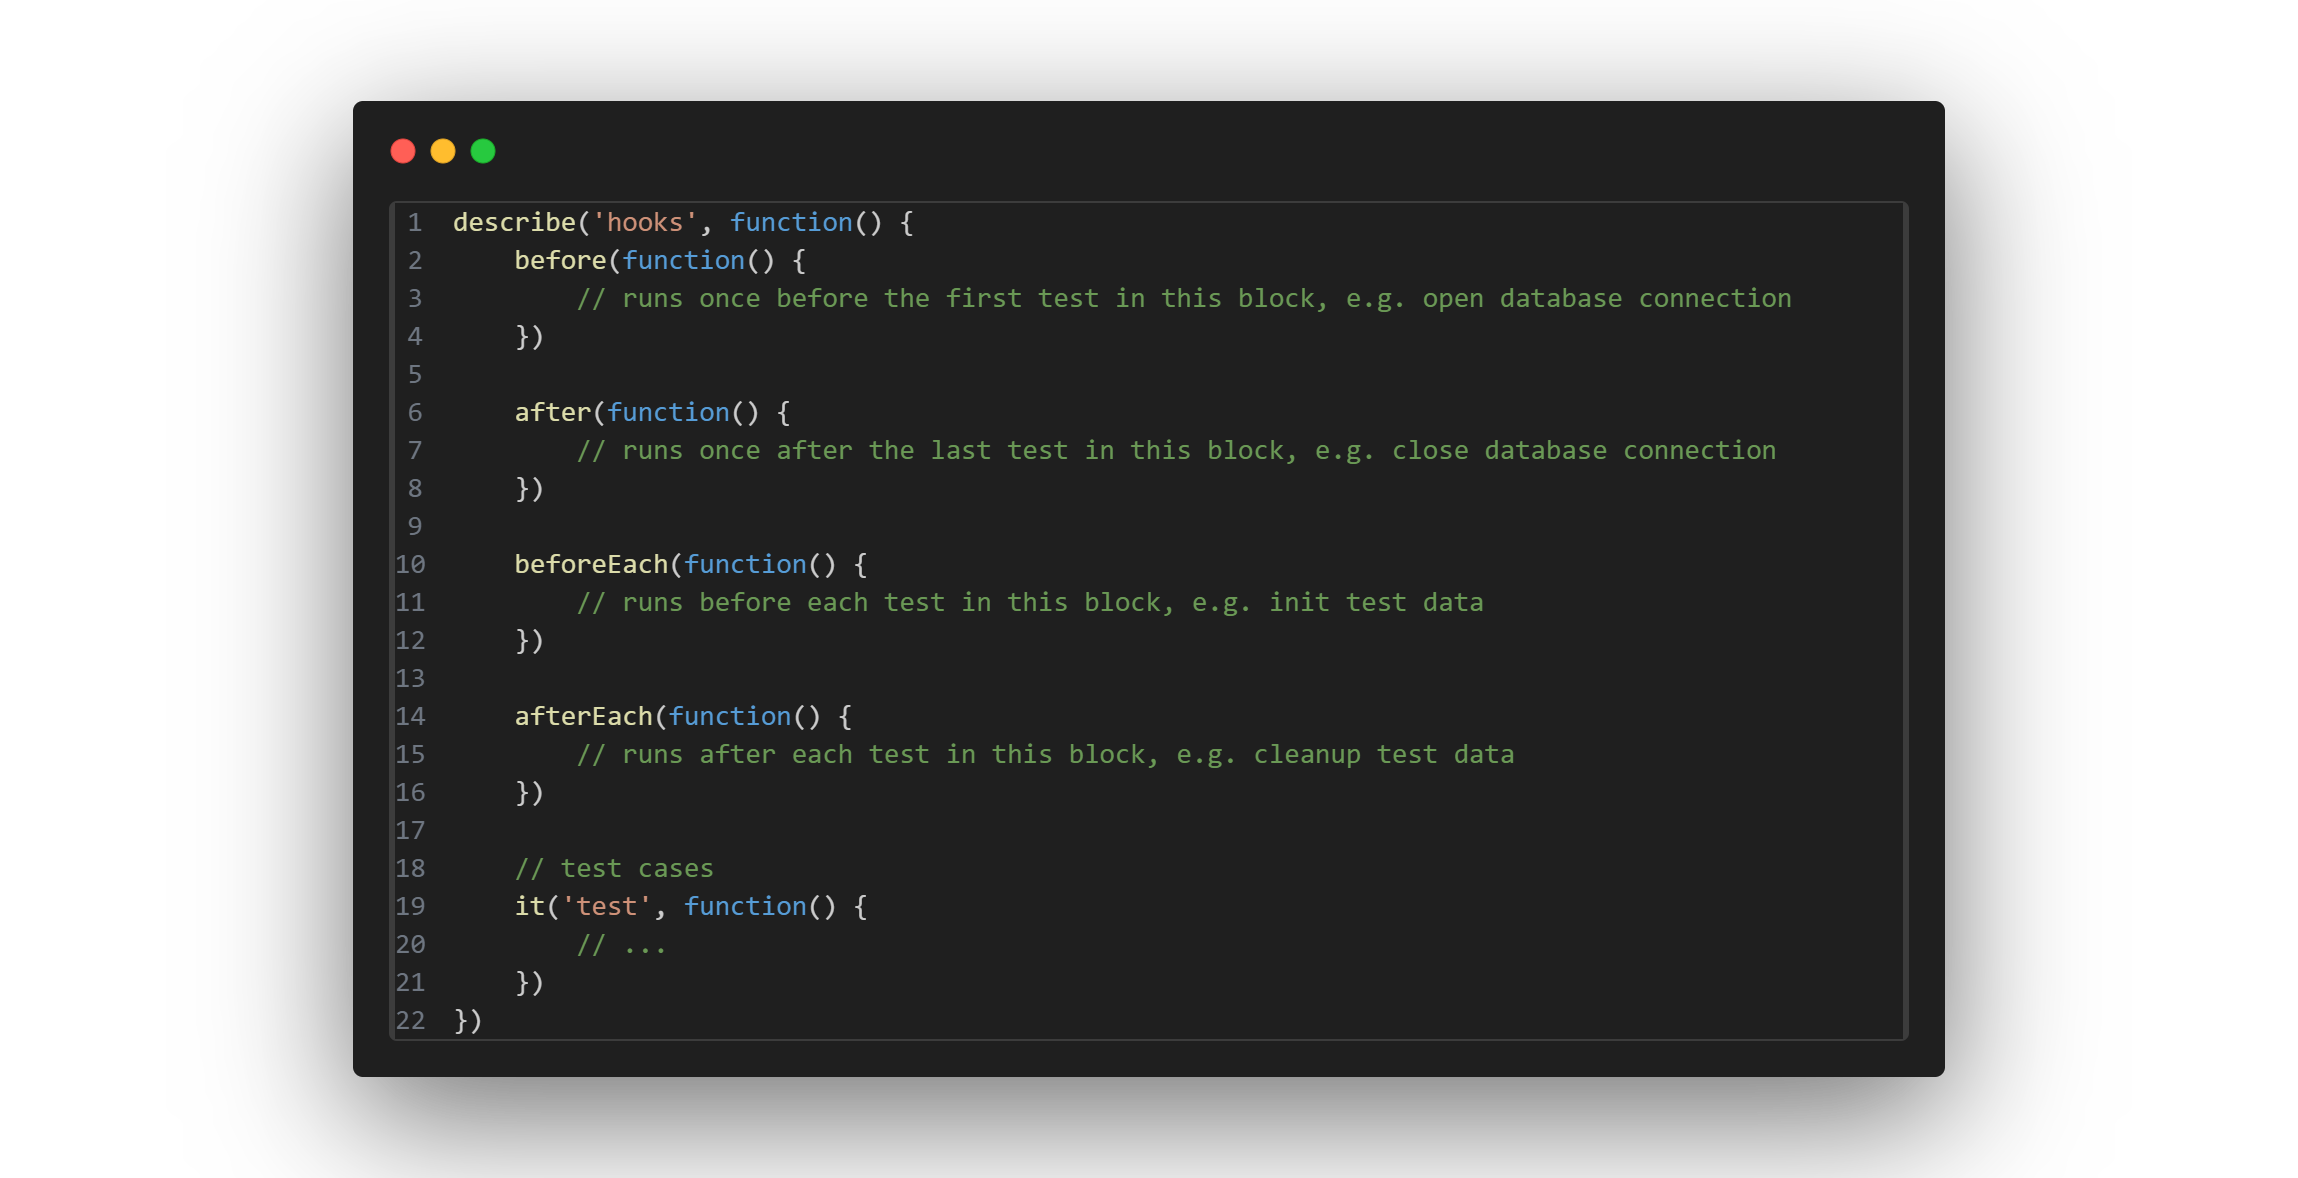 1 describe('hooks', function() {
2     before(function() {
3         // runs once before the first test in this block, e.g. open database connection
4     })
5
6     after(function() {
7         // runs once after the last test in this block, e.g. close database connection
8     })
9
10     beforeEach(function() {
11         // runs before each test in this block, e.g. init test data
12     })
13
14     afterEach(function() {
15         // runs after each test in this block, e.g. cleanup test data
16     })
17
18     // test cases
19     it('test', function() {
20         // ...
21     })
22 })